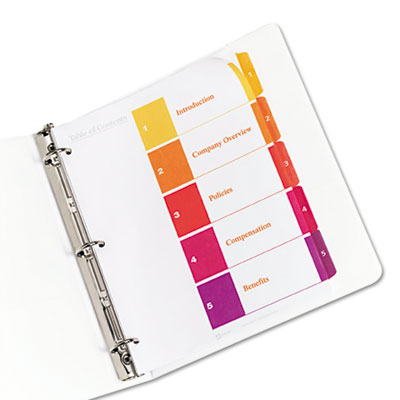 Table of Contents
1 Introduction 1
2 Company Overview 2
3 Policies 3
4 Compensation 4
5 Benefits 5